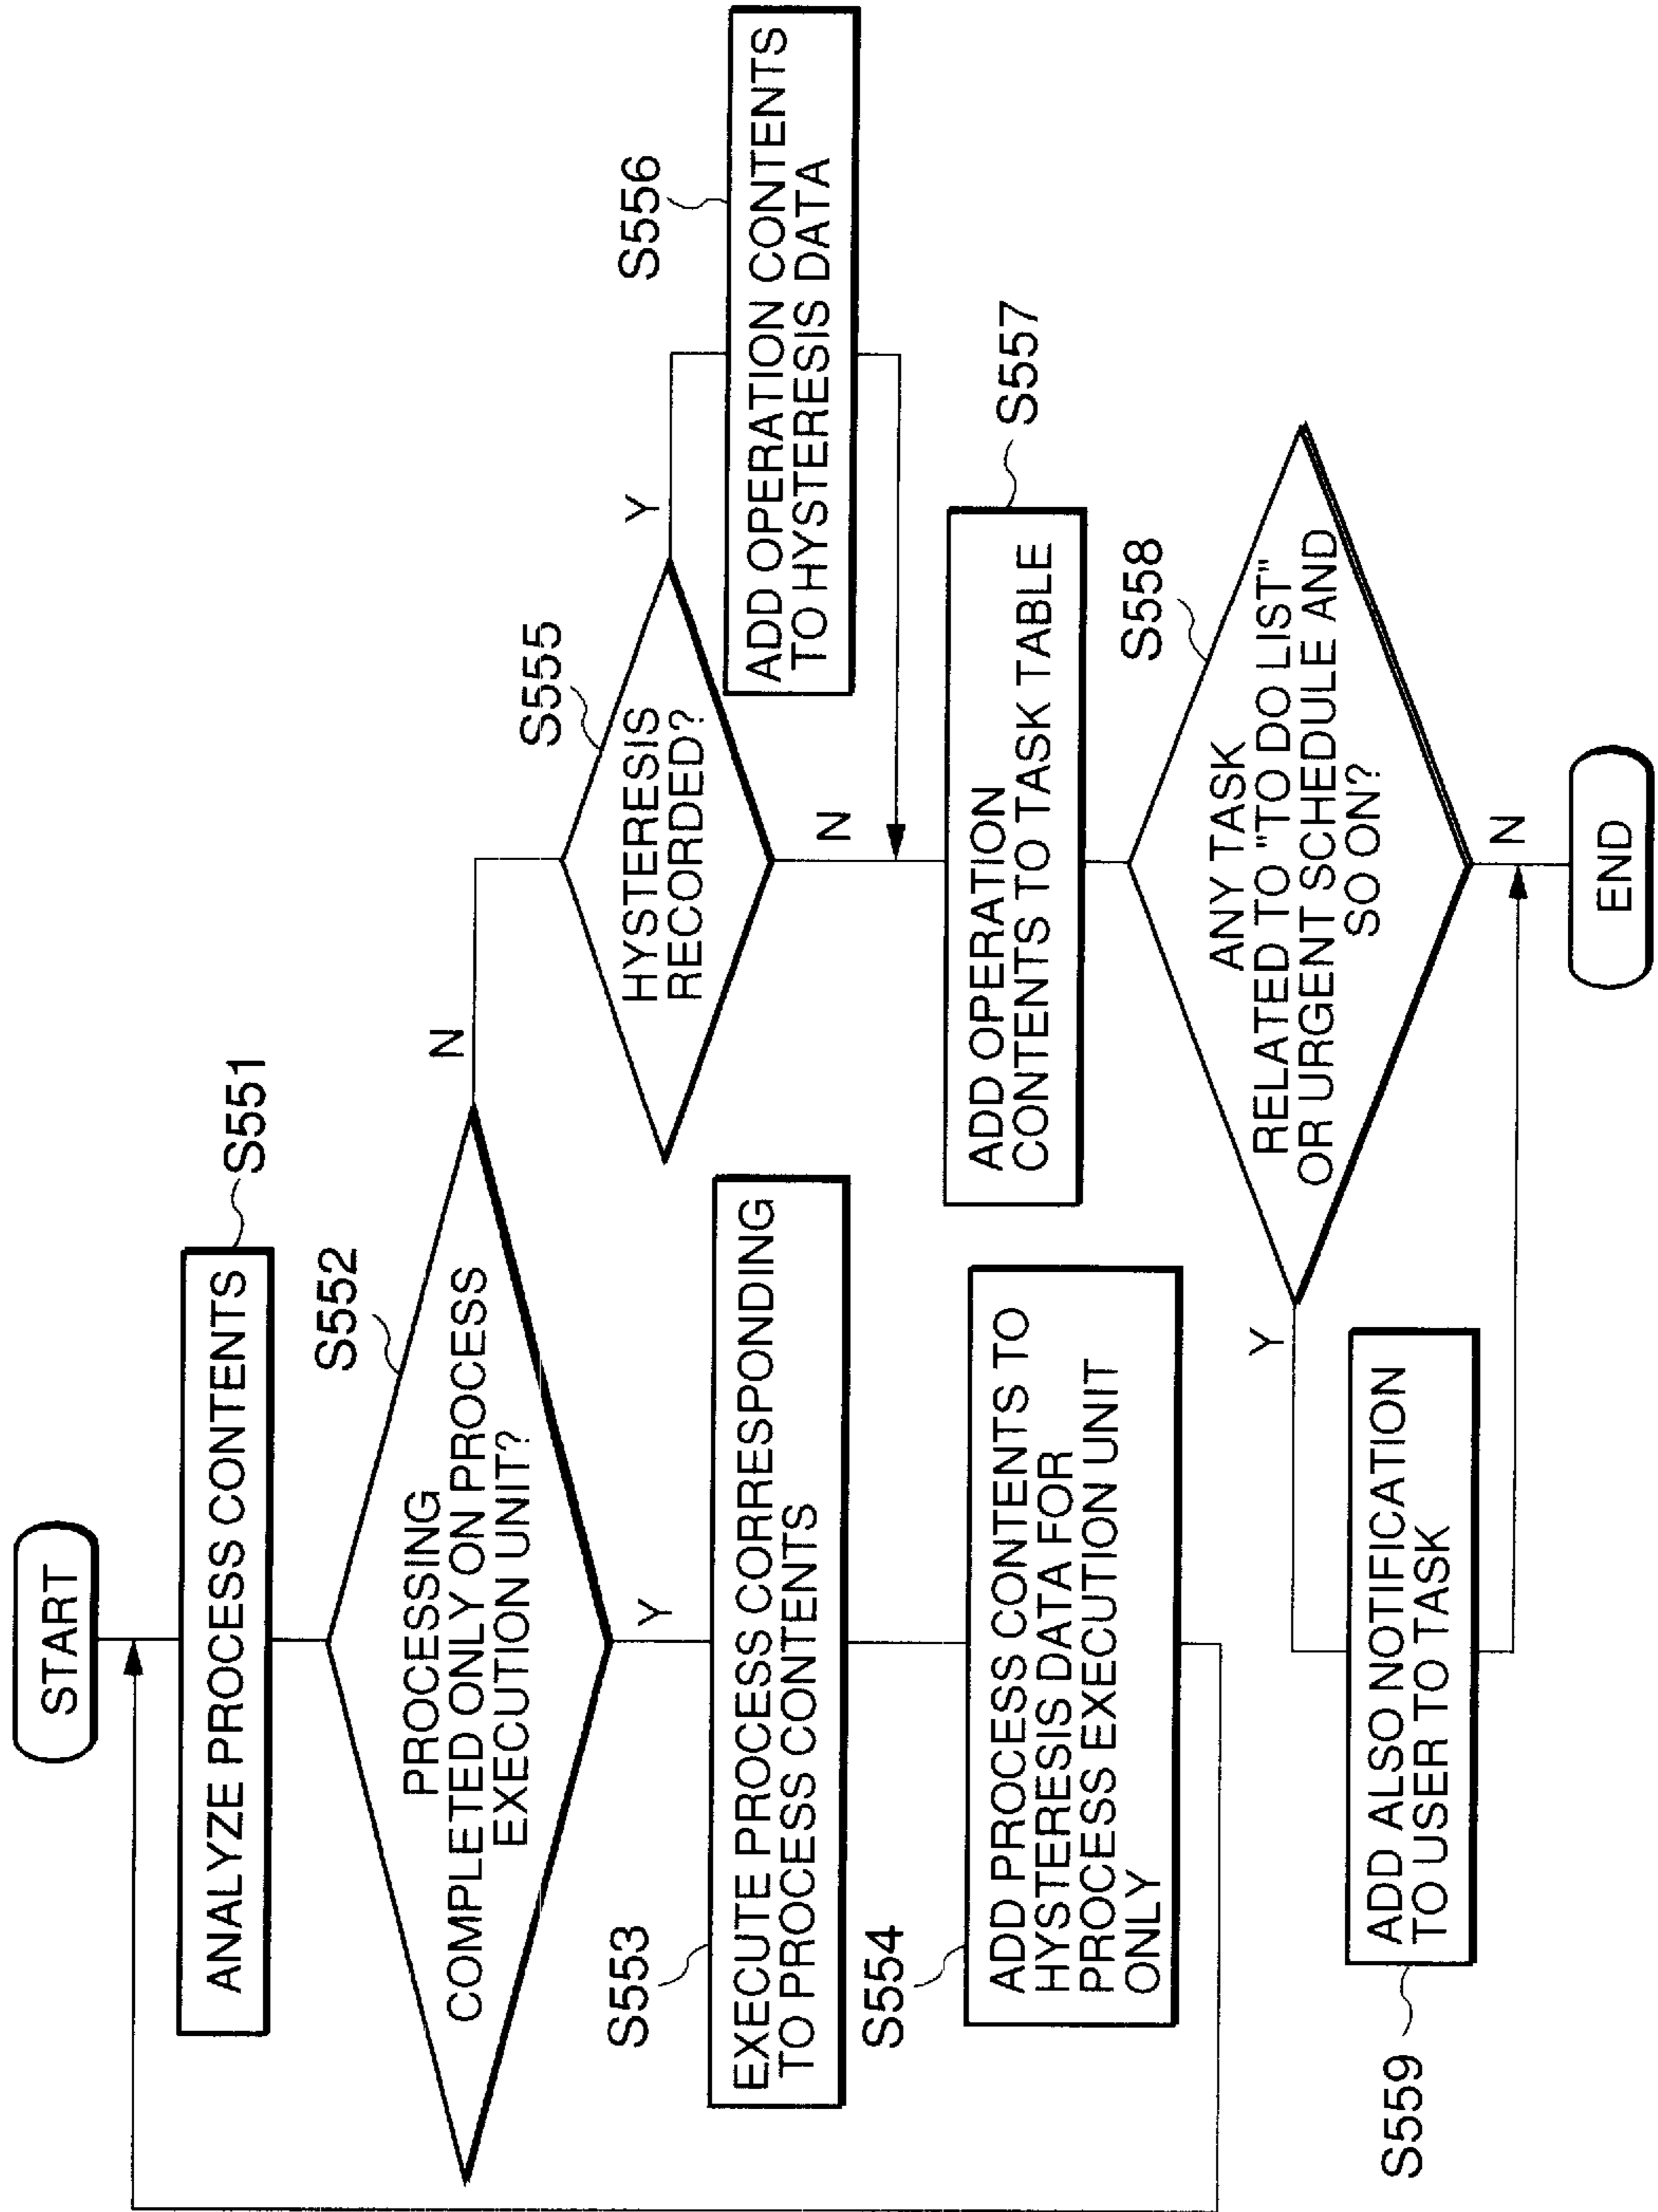 START
ANALYZE PROCESS CONTENTS
S551
S552
PROCESSING
COMPLETED ONLY ON PROCESS
EXECUTION UNIT?
Y
N
S553
EXECUTE PROCESS CORRESPONDING
TO PROCESS CONTENTS
S554
ADD PROCESS CONTENTS TO
HYSTERESIS DATA FOR
PROCESS EXECUTION UNIT
ONLY
S555
HYSTERESIS
RECORDED?
Y
N
S556
ADD OPERATION CONTENTS
TO HYSTERESIS DATA
S557
ADD OPERATION
CONTENTS TO TASK TABLE
S558
ANY TASK
RELATED TO "TO DO LIST"
OR URGENT SCHEDULE AND
SO ON?
Y
N
S559
ADD ALSO NOTIFICATION
TO USER TO TASK
END